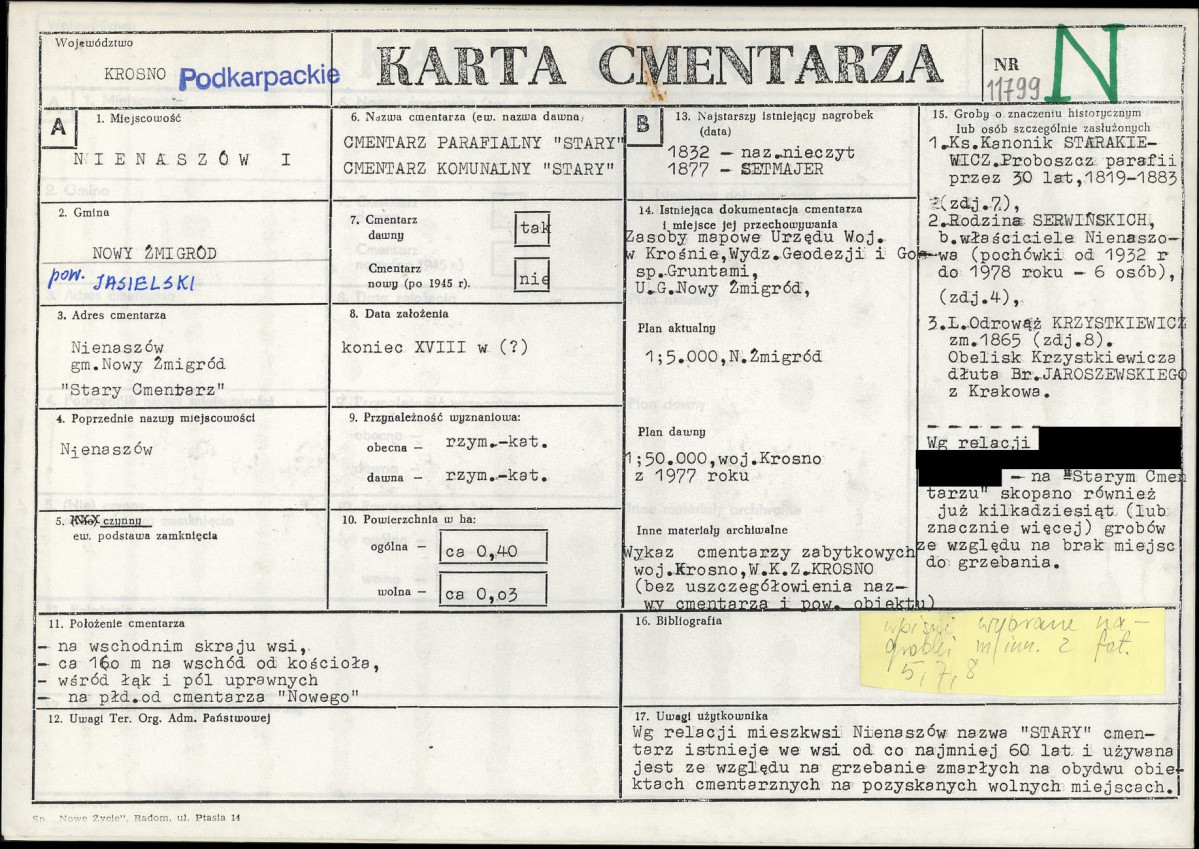 Województwo
KROSNO Podkarpackie
KARTA CMENTARZA
NR
11799
N
A
1. Miejscowość
NIENASZÓW I
2. Gmina
NOWY ŻMIGRÓD
pow. JASIELSKI
3. Adres cmentarza
Nienaszów
gm.Nowy Żmigród
"Stary Cmentarz"
4. Poprzednie nazwy miejscowości
Nienaszów
5. (Nie) czynny
ew. podstawa zamknięcia
6. Nazwa cmentarza (ew. nazwa dawna)
CMENTARZ PARAFIALNY "STARY"
CMENTARZ KOMUNALNY "STARY"
7. Cmentarz
dawny
tak
Cmentarz
nowy (po 1945 r).
nie
8. Data założenia
koniec XVIII w (?)
9. Przynależność wyznaniowa:
obecna — rzym.-kat.
dawna — rzym.-kat.
10. Powierzchnia w ha:
ogólna — ca 0,40
wolna — ca 0,o3
B
13. Najstarszy istniejący nagrobek
(data)
1832 - naz.nieczyt
1877 - SETMAJER
14. Istniejąca dokumentacja cmentarza
i miejsce jej przechowywania
Zasoby mapowe Urzędu Woj.
w Krośnie,Wydz.Geodezji i Go-
sp.Gruntami,
U.G.Nowy Żmigród,
Plan aktualny
1;5.000,N.Żmigród
Plan dawny
1;50.000,woj.Krosno
z 1977 roku
Inne materiały archiwalne
Wykaz cmentarzy zabytkowych
woj.Krosno,W.K.Z.KROSNO
(bez uszczegółowienia naz-
wy cmentarza i pow. obiektu)
15. Groby o znaczeniu historycznym
lub osób szczególnie zasłużonych
1.Ks.Kanonik STARAKIE-
WICZ.Proboszcz parafii
przez 30 lat,1819-1883
(zdj.7),
2.Rodzina SERWIŃSKICH,
b.właściciele Nienaszo-
wa (pochówki od 1932 r
do 1978 roku - 6 osób),
(zdj.4),
3.L.Odrowąż KRZYSTKIEWICZ
zm.1865 (zdj.8).
Obelisk Krzystkiewicza
dłuta Br.JAROSZEWSKIEGO
z Krakowa.
Wg relacji
- na "Starym Cmen
tarzu" skopano również
już kilkadziesiąt (lub
znacznie więcej) grobów
ze względu na brak miejsc
do grzebania.
11. Położenie cmentarza
- na wschodnim skraju wsi,
- ca 16o m na wschód od kościoła,
- wśród łąk i pól uprawnych
- na płd.od cmentarza "Nowego"
12. Uwagi Ter. Org. Adm. Państwowej
16. Bibliografia
wpisać wybrane na-
grobki m/inn. z fot.
5, 7, 8
17. Uwagi użytkownika
Wg relacji mieszkwsi Nienaszów nazwa "STARY" cmen-
tarz istnieje we wsi od co najmniej 60 lat i używana
jest ze względu na grzebanie zmarłych na obydwu obie-
ktach cmentarznych na pozyskanych wolnych miejscach.
Sp. „Nowe Życie", Radom, ul. Ptasia 14